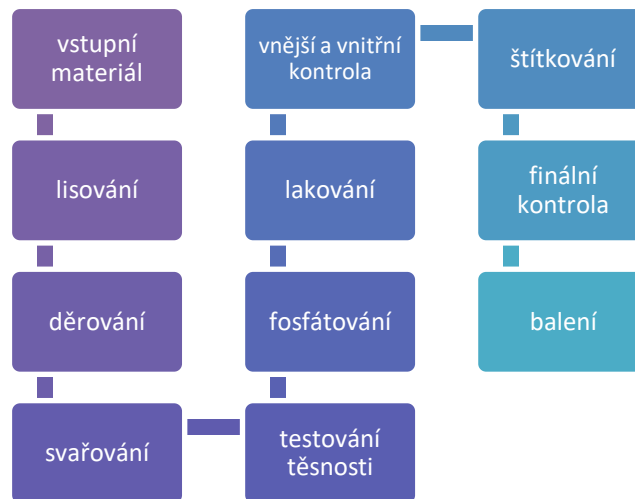 vstupní
materiál
lisování
děrování
svařování
testování
těsnosti
fosfátování
lakování
vnější a vnitřní
kontrola
štítkování
finální
kontrola
balení